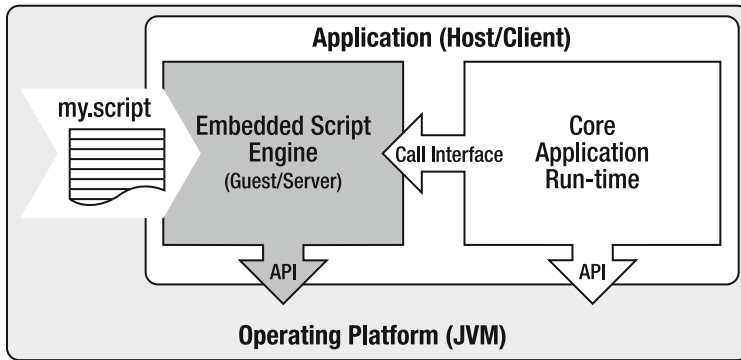 Application (Host/Client)
my.script
Embedded Script
Engine
(Guest/Server)
Call Interface
Core
Application
Run-time
API
API
Operating Platform (JVM)